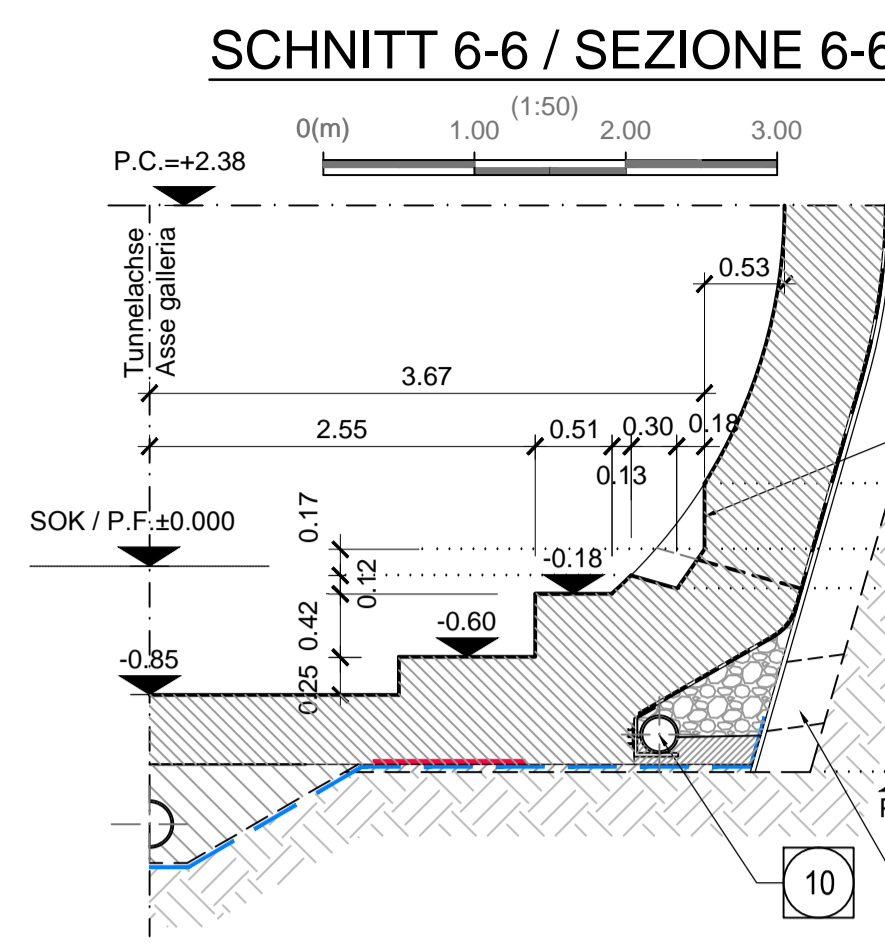 SCHNITT 6-6 / SEZIONE 6-6
(1:50)
0(m) 1.00 2.00 3.00
P.C.=+2.38
Tunnelachse
Asse galleria
0.53
3.67
2.55 0.51 0.30 0.18
0.13
SOK / P.F.±0.000
0.17
0.12
0.42
0.25
-0.18
-0.60
-0.85
10